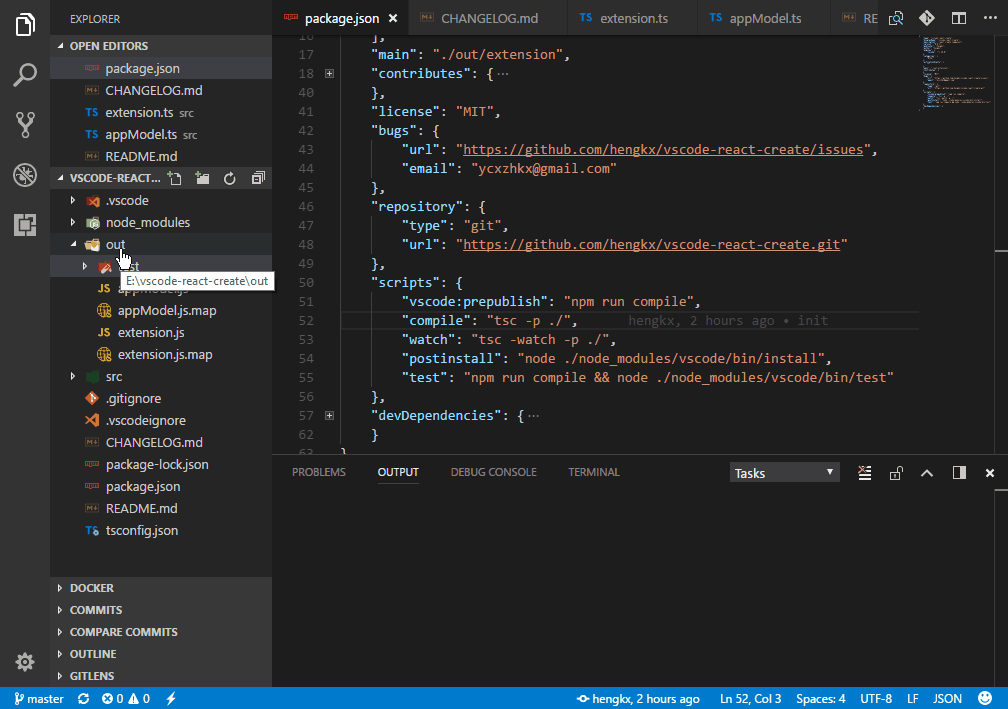 EXPLORER
OPEN EDITORS
package.json
CHANGELOG.md
TS extension.ts src
TS appModel.ts src
README.md
VSCODE-REACT...
.vscode
node_modules
out
E:\vscode-react-create\out
JS appModel.js
appModel.js.map
JS extension.js
extension.js.map
src
.gitignore
.vscodeignore
CHANGELOG.md
package-lock.json
package.json
README.md
TS tsconfig.json
DOCKER
COMMITS
COMPARE COMMITS
OUTLINE
GITLENS
package.json
CHANGELOG.md
TS extension.ts
TS appModel.ts
RE
16 ],
17 "main": "./out/extension",
18 "contributes": { ...
40 },
41 "license": "MIT",
42 "bugs": {
43 "url": "https://github.com/hengkx/vscode-react-create/issues",
44 "email": "ycxzhkx@gmail.com"
45 },
46 "repository": {
47 "type": "git",
48 "url": "https://github.com/hengkx/vscode-react-create.git"
49 },
50 "scripts": {
51 "vscode:prepublish": "npm run compile",
52 "compile": "tsc -p ./", hengkx, 2 hours ago • init
53 "watch": "tsc -watch -p ./",
54 "postinstall": "node ./node_modules/vscode/bin/install",
55 "test": "npm run compile && node ./node_modules/vscode/bin/test"
56 },
57 "devDependencies": { ...
62 }
63 }
PROBLEMS OUTPUT DEBUG CONSOLE TERMINAL Tasks
master 0 0 hengkx, 2 hours ago Ln 52, Col 3 Spaces: 4 UTF-8 LF JSON